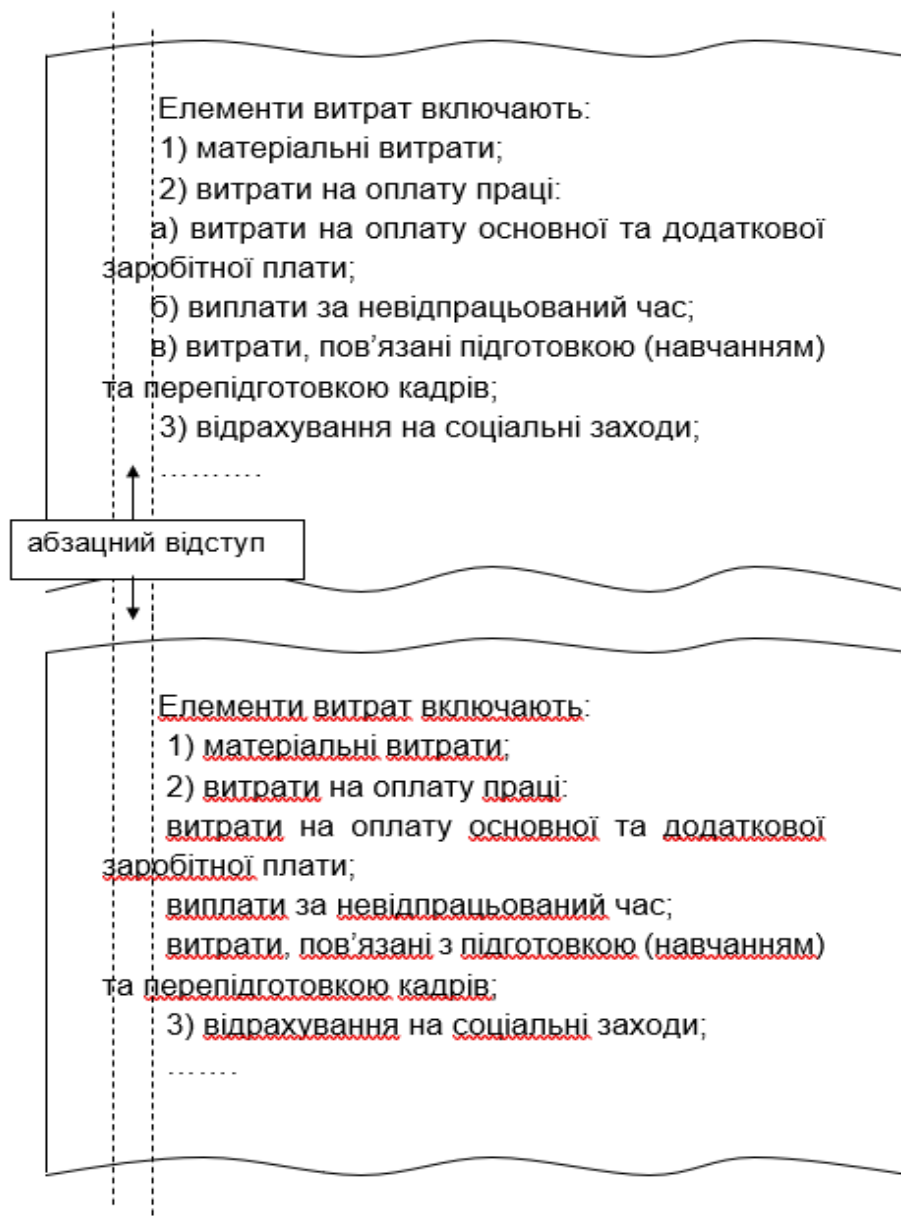 Елементи витрат включають:
1) матеріальні витрати;
2) витрати на оплату праці:
а) витрати на оплату основної та додаткової
заробітної плати;
б) виплати за невідпрацьований час;
в) витрати, пов’язані підготовкою (навчанням)
та перепідготовкою кадрів;
3) відрахування на соціальні заходи;
……….
абзацний відступ
Елементи витрат включають:
1) матеріальні витрати;
2) витрати на оплату праці:
витрати на оплату основної та додаткової
заробітної плати;
виплати за невідпрацьований час;
витрати, пов’язані з підготовкою (навчанням)
та перепідготовкою кадрів;
3) відрахування на соціальні заходи;
…….